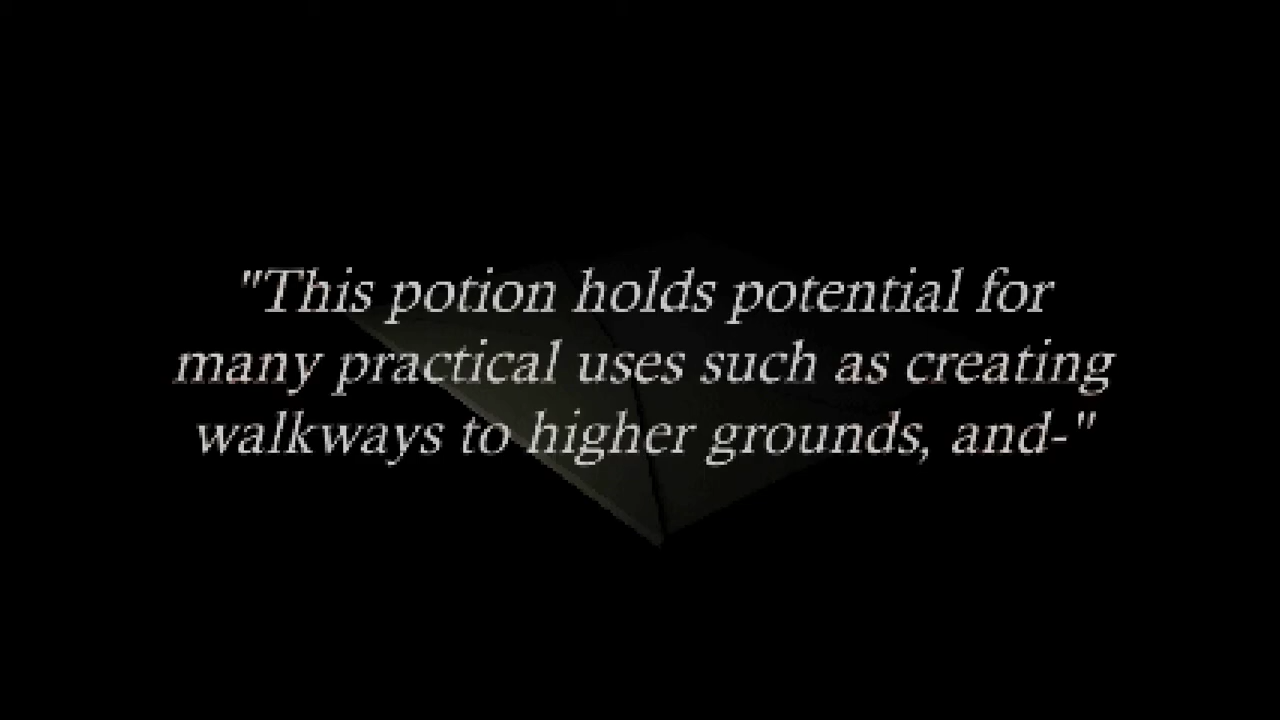 "This potion holds potential for
many practical uses such as creating
walkways to higher grounds, and-"